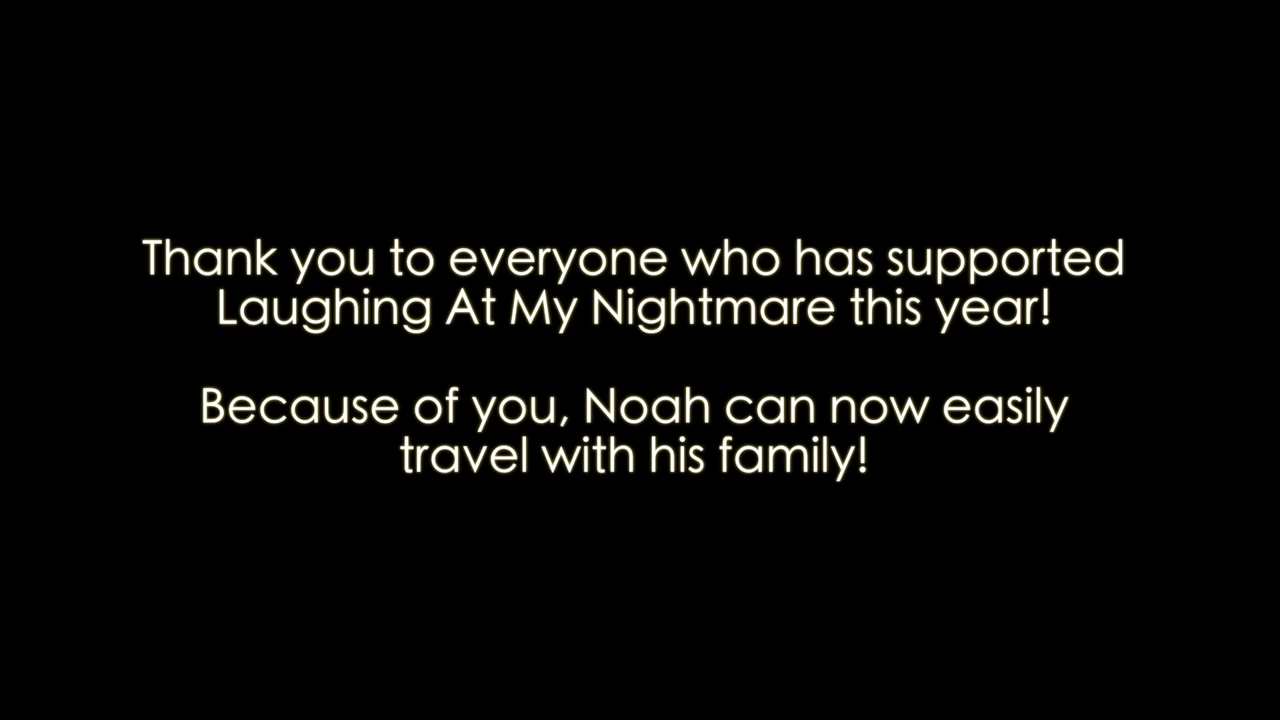 Thank you to everyone who has supported
Laughing At My Nightmare this year!
Because of you, Noah can now easily
travel with his family!